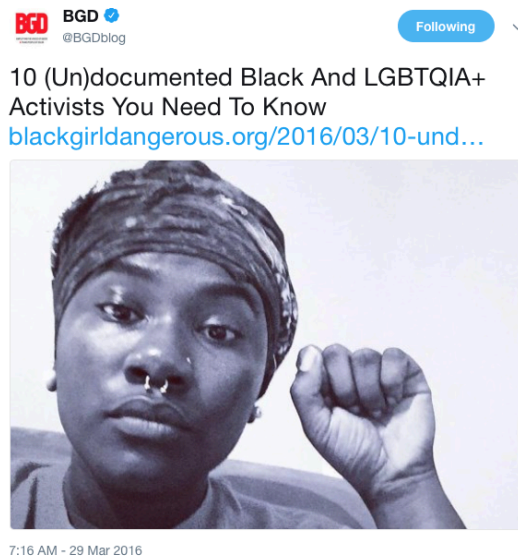 BGD
BGD
@BGDblog
Following
10 (Un)documented Black And LGBTQIA+
Activists You Need To Know
blackgirldangerous.org/2016/03/10-und…
7:16 AM - 29 Mar 2016